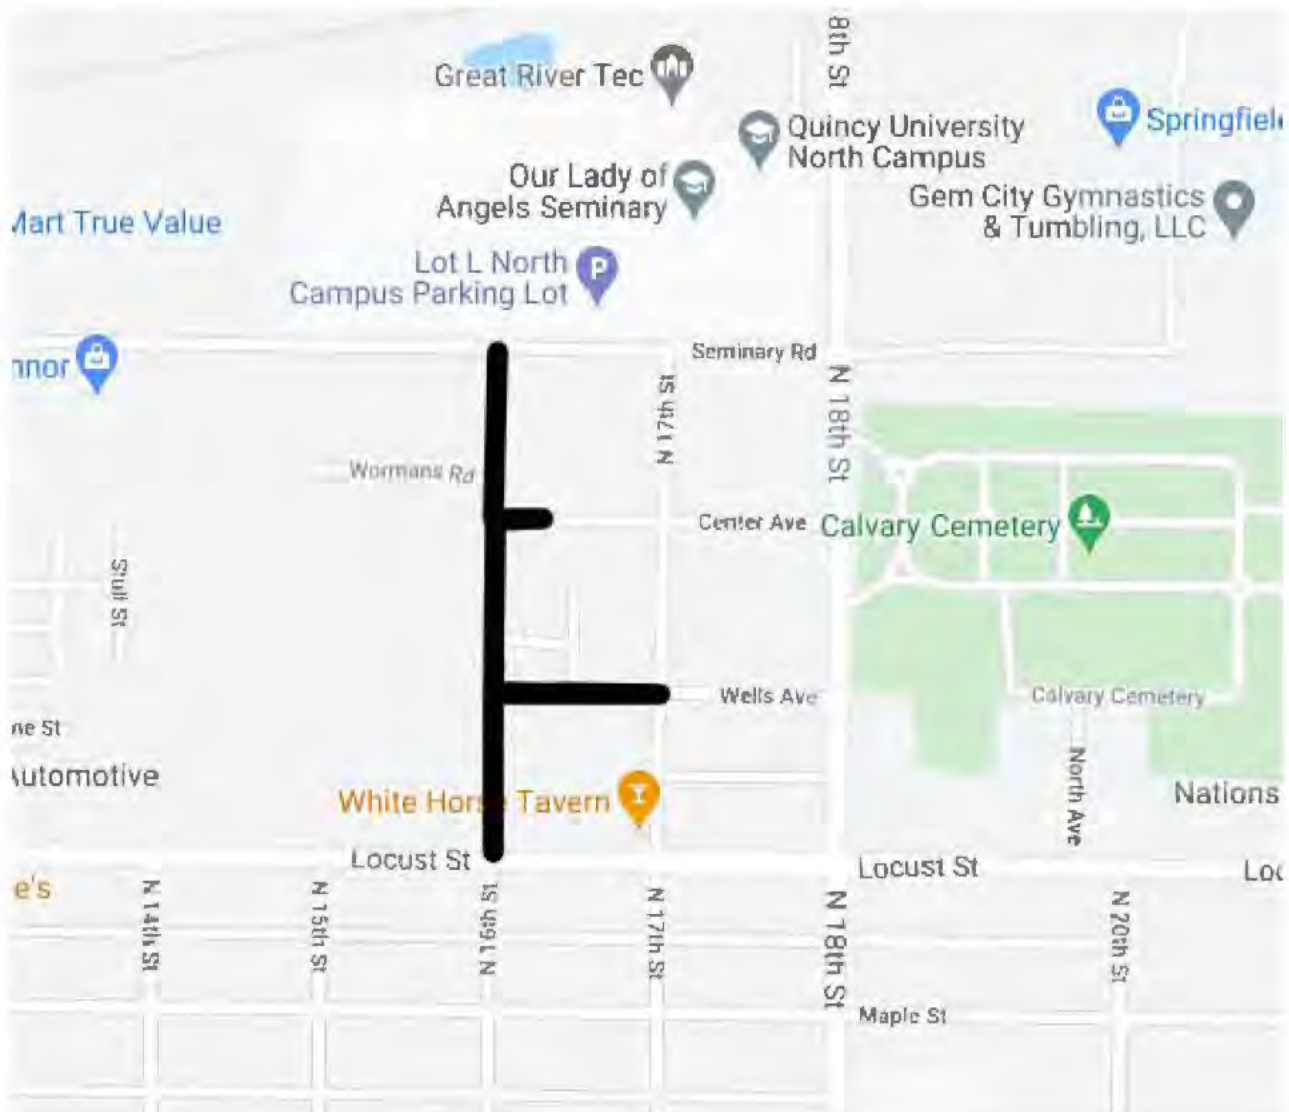 8th St
Great River Tec
Quincy University
North Campus
Springfiel
Our Lady of
Angels Seminary
Gem City Gymnastics
& Tumbling, LLC
Mart True Value
Lot L North
Campus Parking Lot
nnor
Seminary Rd
N 17th St
N 18th St
Wormans Rd
Center Ave
Calvary Cemetery
Stull St
Wells Ave
Calvary Cemetery
ne St
Automotive
North Ave
Nations
White Horse Tavern
Locust St
Locust St
Loc
e's
N 14th St
N 15th St
N 16th St
N 17th St
N 18th St
N 20th St
Maple St